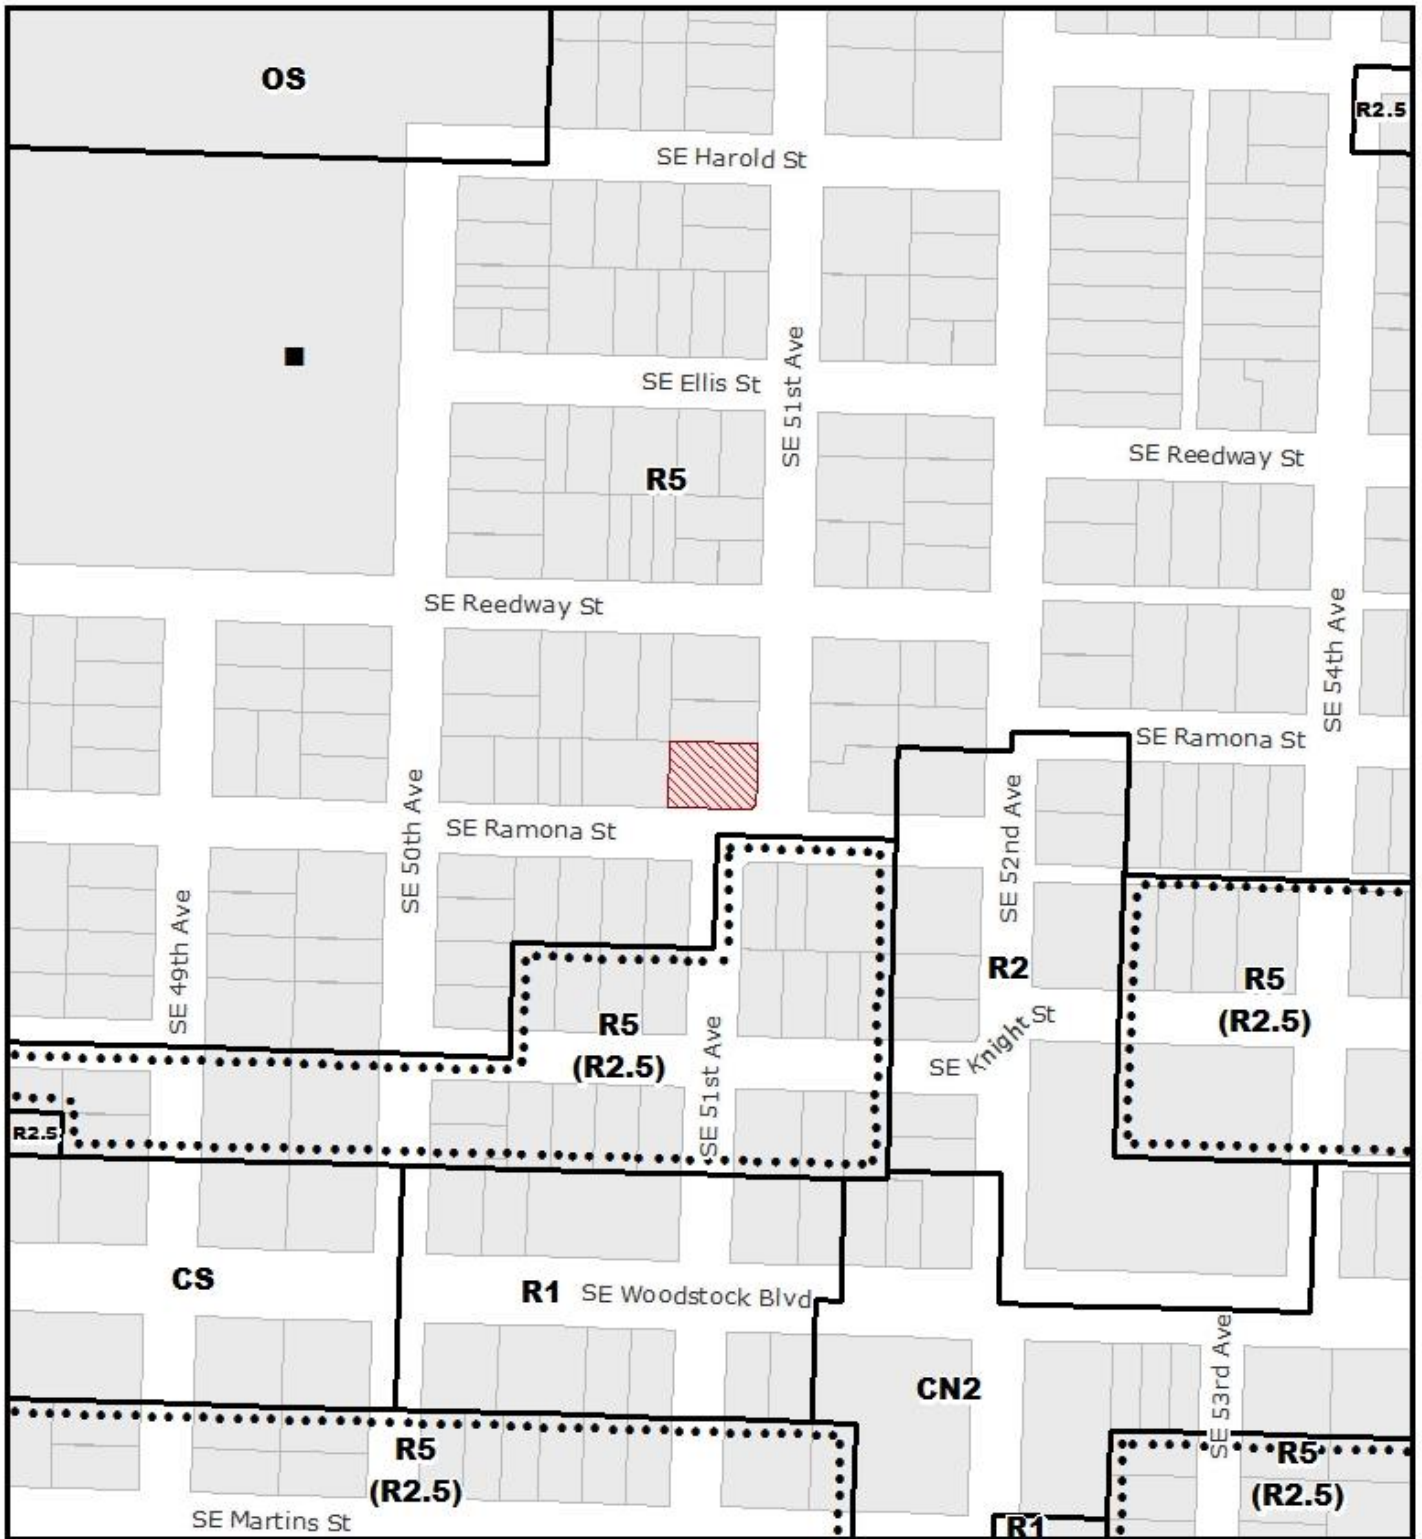 OS
R2.5
SE Harold St
SE 51st Ave
SE Ellis St
SE Reedway St
R5
SE Reedway St
SE 54th Ave
SE Ramona St
SE 50th Ave
SE Ramona St
SE 52nd Ave
SE 49th Ave
R2
R5
(R2.5)
R5
(R2.5)
SE 51st Ave
SE Knight St
R2.5
CS
R1
SE Woodstock Blvd
SE 53rd Ave
CN2
R5
(R2.5)
R5
(R2.5)
SE Martins St
R1